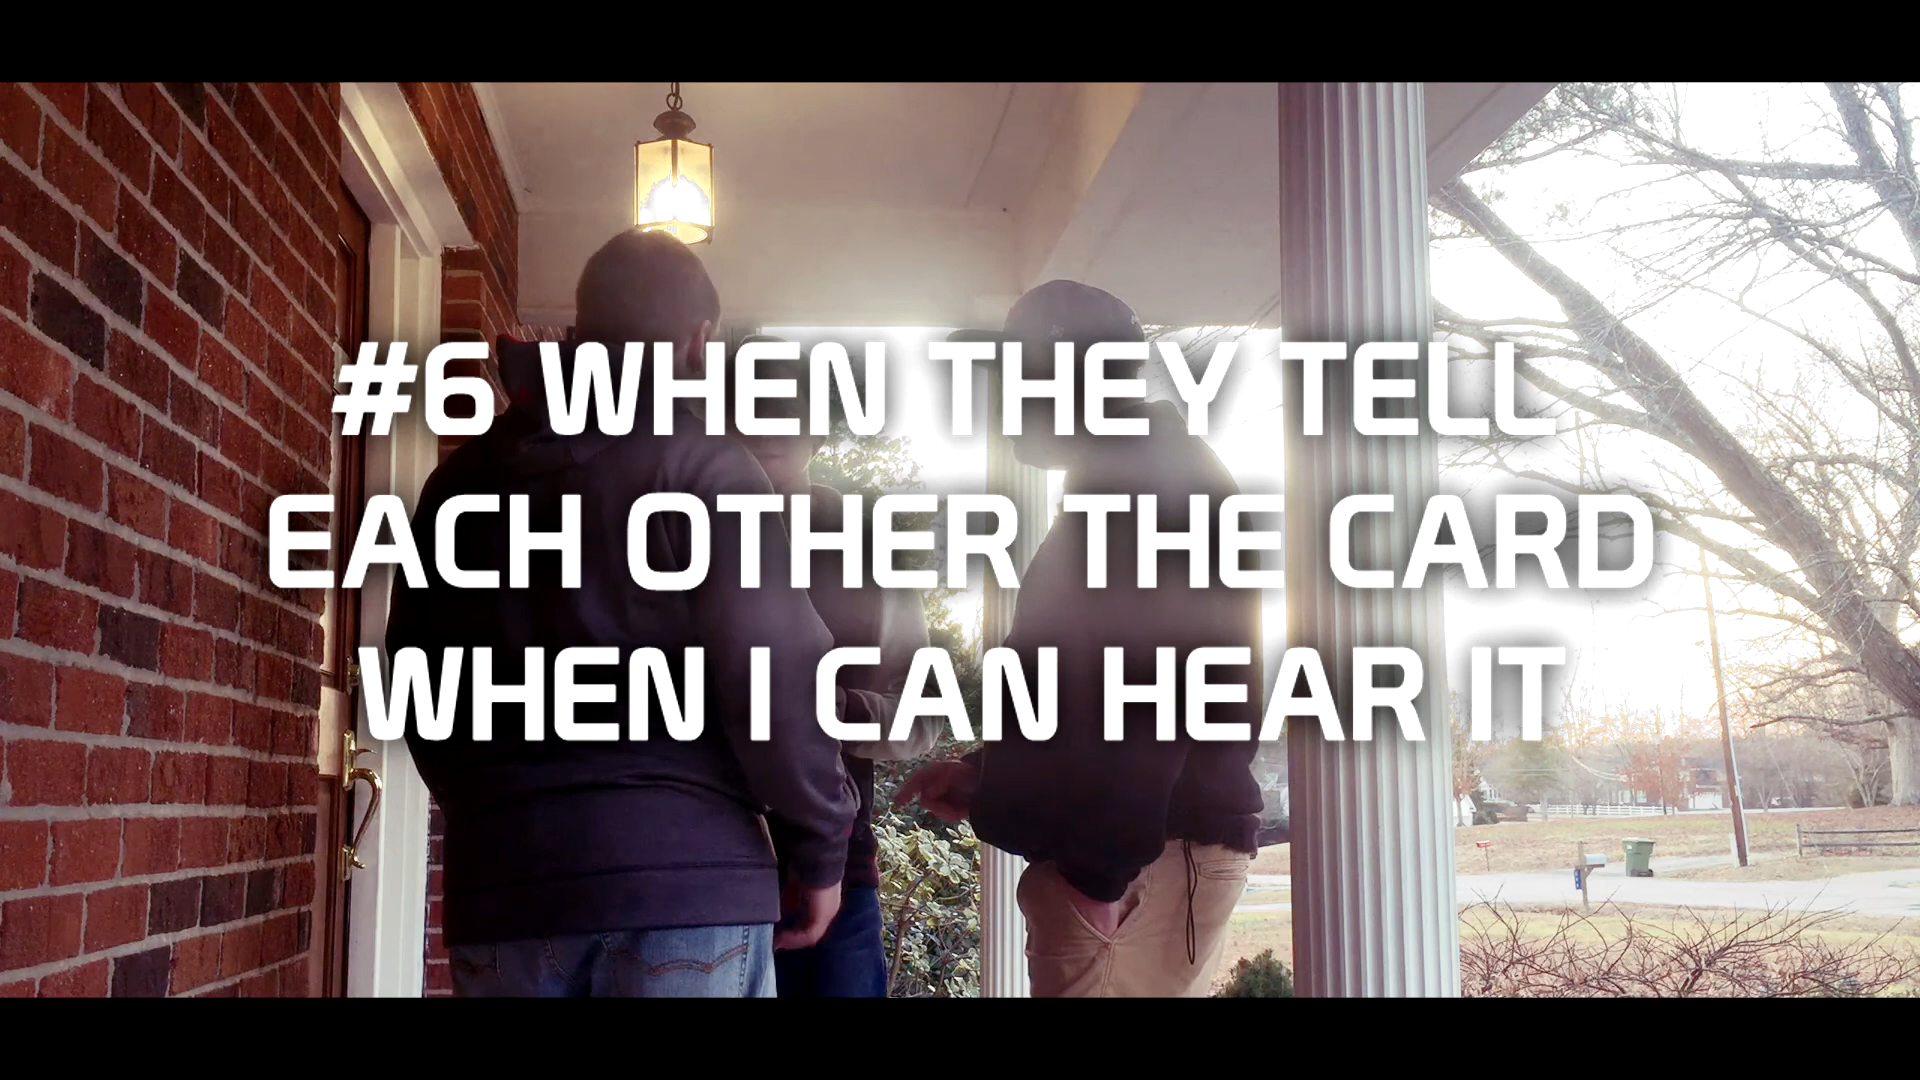 #6 WHEN THEY TELL
EACH OTHER THE CARD
WHEN I CAN HEAR IT